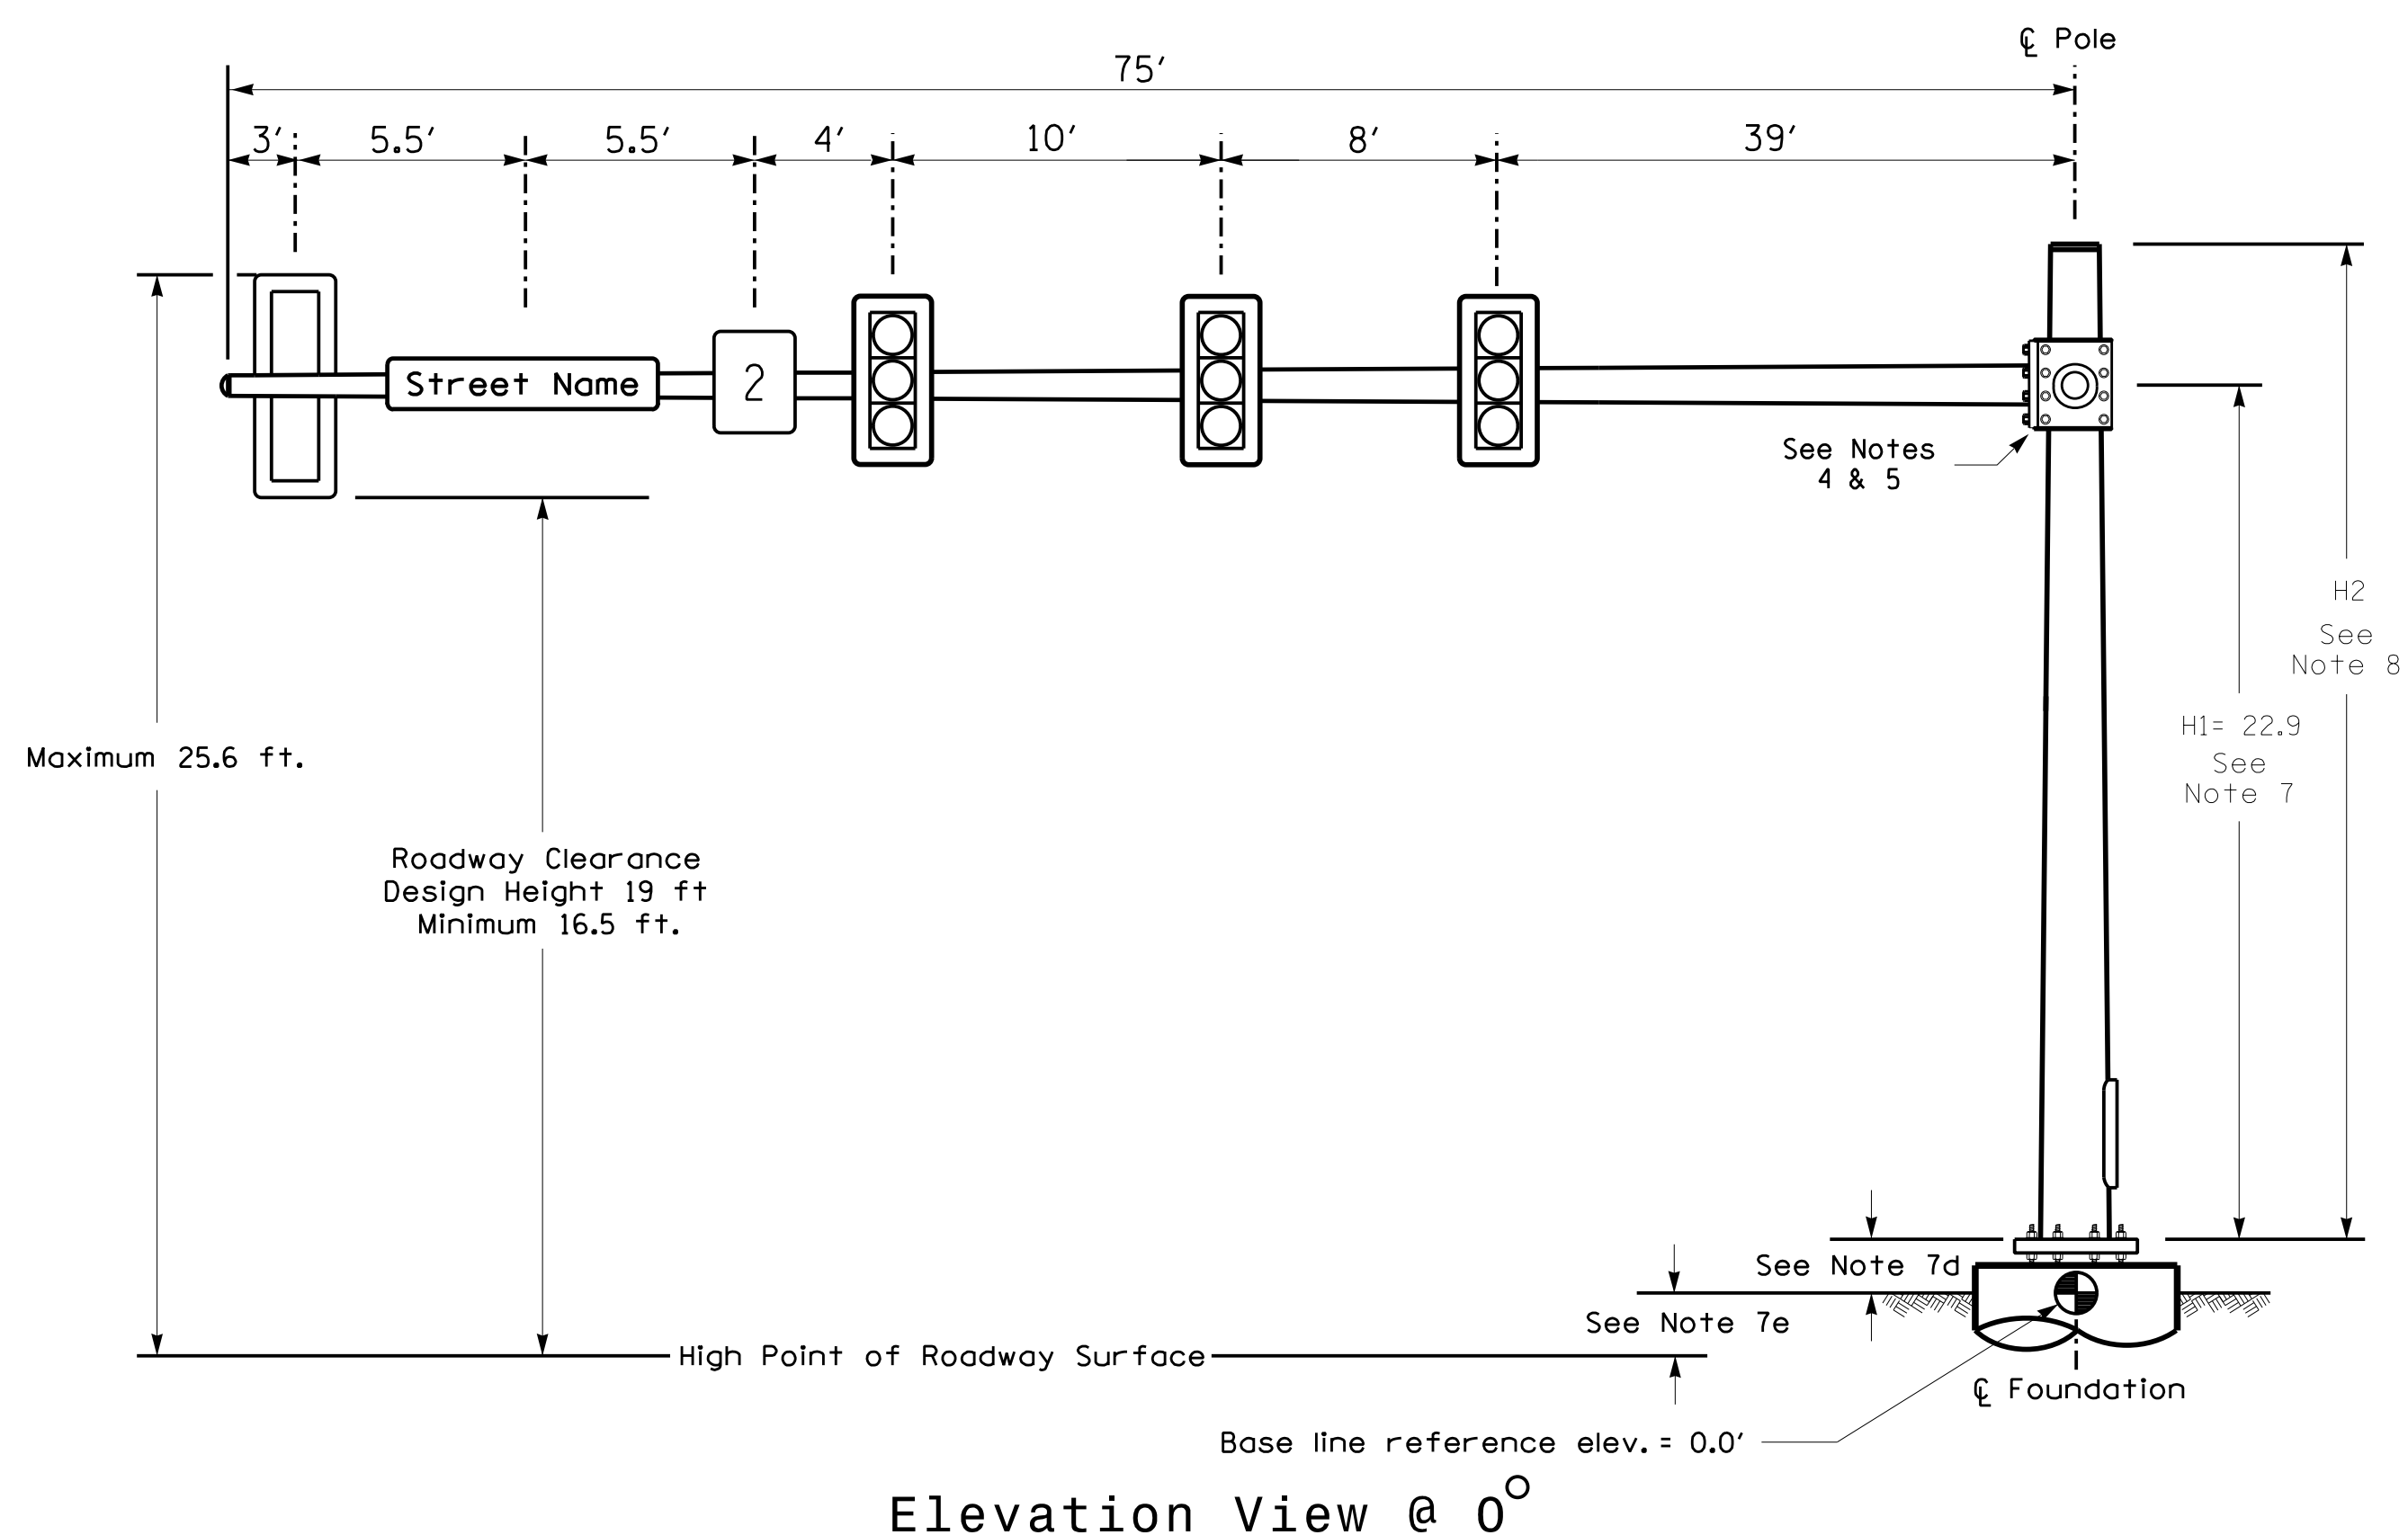 ℄ Pole
75'
3' 5.5' 5.5' 4' 10' 8' 39'
Street Name
2
See Notes
4 & 5
H2
See
Note 8
H1= 22.9
See
Note 7
Maximum 25.6 ft.
Roadway Clearance
Design Height 19 ft
Minimum 16.5 ft.
See Note 7d
See Note 7e
High Point of Roadway Surface
℄ Foundation
Base line reference elev. = 0.0'
Elevation View @ 0°